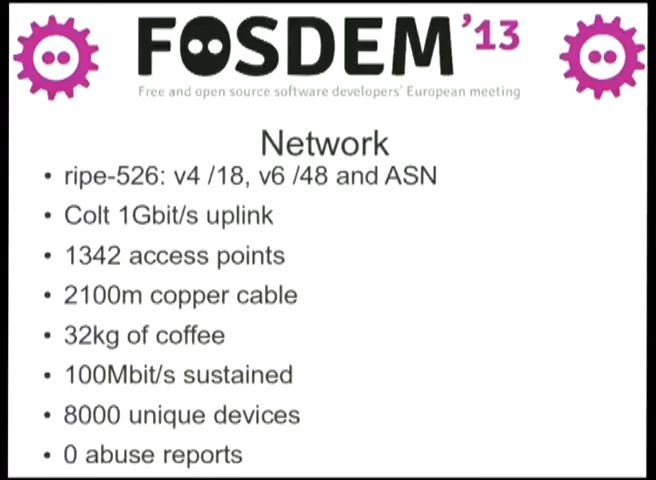 FOSDEM'13
Free and open source software developers' European meeting
Network
• ripe-526: v4 /18, v6 /48 and ASN
• Colt 1Gbit/s uplink
• 1342 access points
• 2100m copper cable
• 32kg of coffee
• 100Mbit/s sustained
• 8000 unique devices
• 0 abuse reports